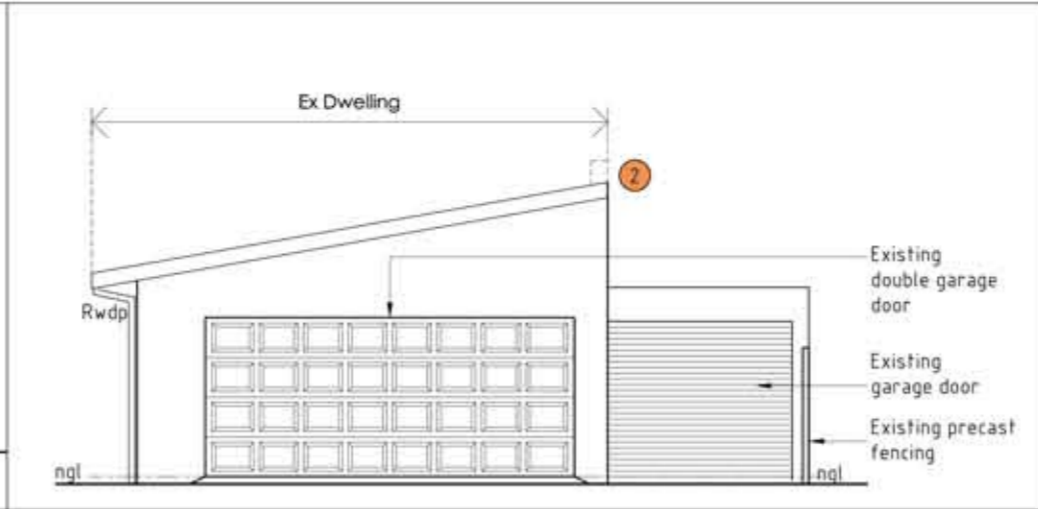 Ex Dwelling
2
Existing
double garage
door
Rwdp
Existing
garage door
Existing precast
fencing
ngl
ngl